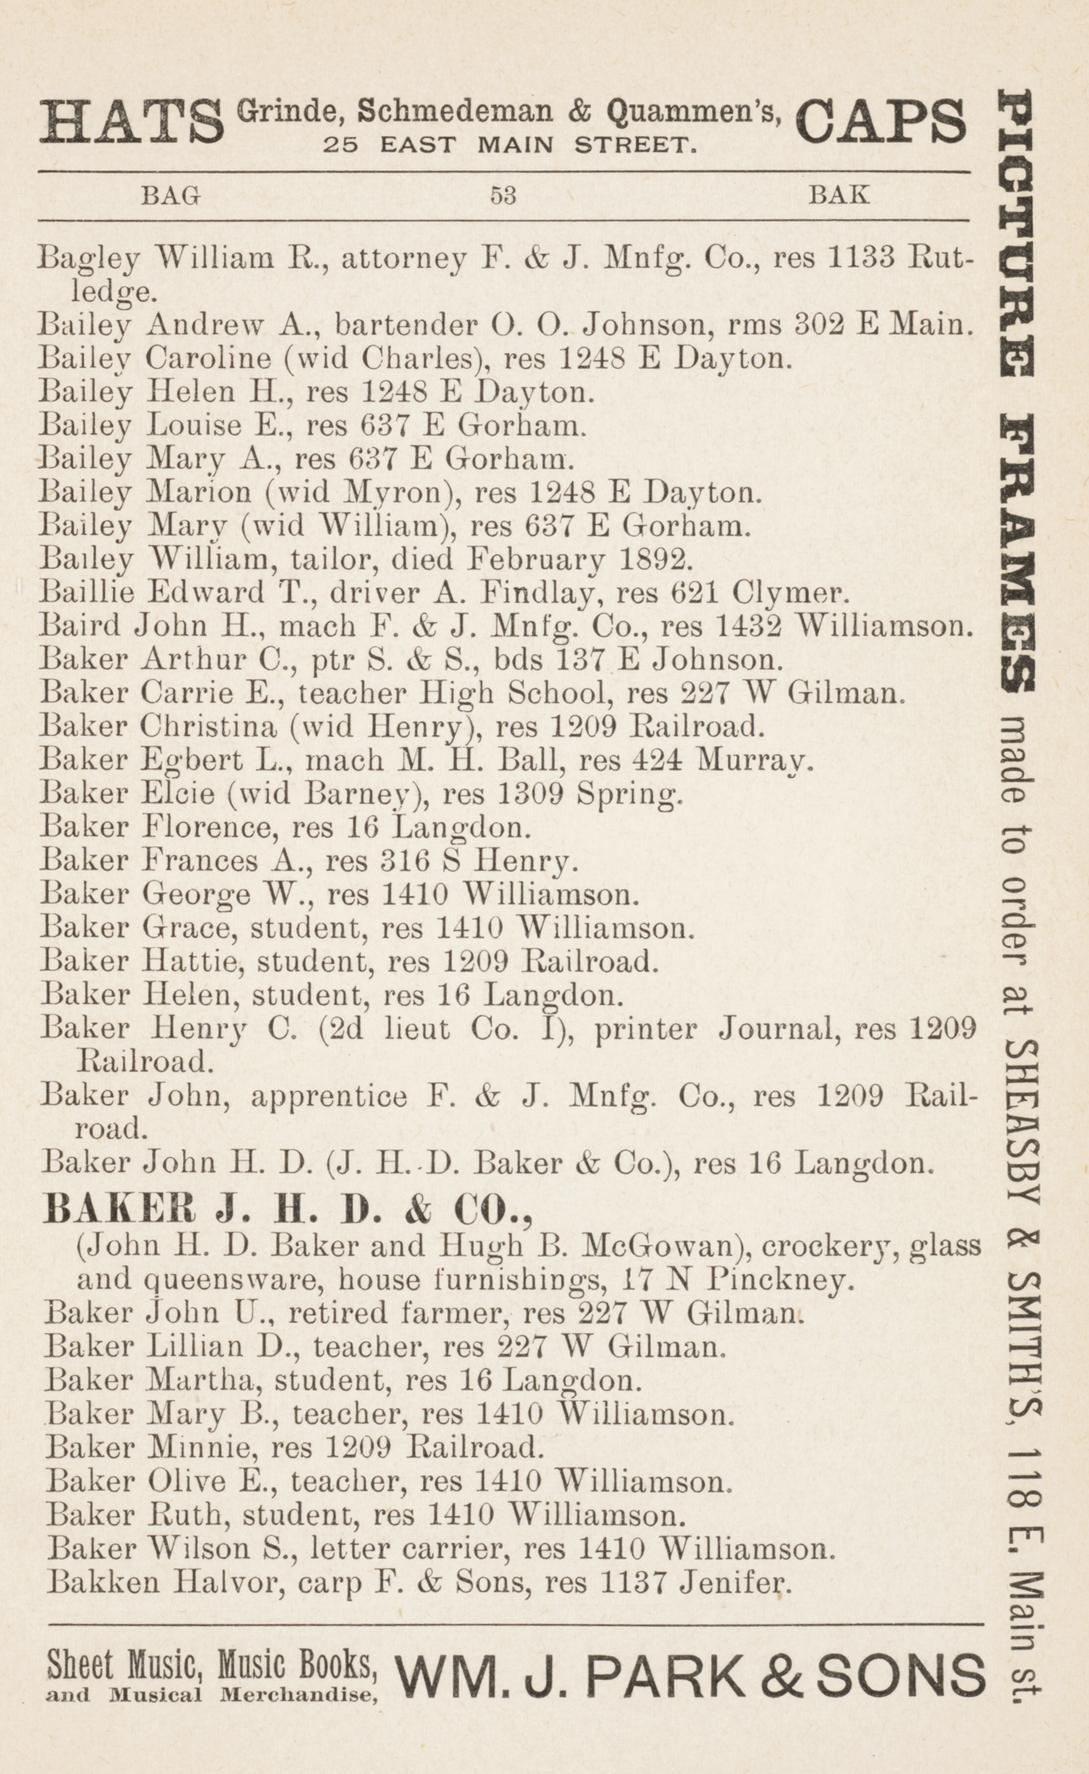 HATS Grinde, Schmedeman & Quammen's, CAPS
25 EAST MAIN STREET.
BAG 53 BAK
Bagley William R., attorney F. & J. Mnfg. Co., res 1133 Rut-
ledge.
Bailey Andrew A., bartender O. O. Johnson, rms 302 E Main.
Bailey Caroline (wid Charles), res 1248 E Dayton.
Bailey Helen H., res 1248 E Dayton.
Bailey Louise E., res 637 E Gorham.
Bailey Mary A., res 637 E Gorham.
Bailey Marion (wid Myron), res 1248 E Dayton.
Bailey Mary (wid William), res 637 E Gorham.
Bailey William, tailor, died February 1892.
Baillie Edward T., driver A. Findlay, res 621 Clymer.
Baird John H., mach F. & J. Mnfg. Co., res 1432 Williamson.
Baker Arthur C., ptr S. & S., bds 137 E Johnson.
Baker Carrie E., teacher High School, res 227 W Gilman.
Baker Christina (wid Henry), res 1209 Railroad.
Baker Egbert L., mach M. H. Ball, res 424 Murray.
Baker Elcie (wid Barney), res 1309 Spring.
Baker Florence, res 16 Langdon.
Baker Frances A., res 316 S Henry.
Baker George W., res 1410 Williamson.
Baker Grace, student, res 1410 Williamson.
Baker Hattie, student, res 1209 Railroad.
Baker Helen, student, res 16 Langdon.
Baker Henry C. (2d lieut Co. I), printer Journal, res 1209
Railroad.
Baker John, apprentice F. & J. Mnfg. Co., res 1209 Rail-
road.
Baker John H. D. (J. H. D. Baker & Co.), res 16 Langdon.
BAKER J. H. D. & CO.,
(John H. D. Baker and Hugh B. McGowan), crockery, glass
and queensware, house furnishings, 17 N Pinckney.
Baker John U., retired farmer, res 227 W Gilman.
Baker Lillian D., teacher, res 227 W Gilman.
Baker Martha, student, res 16 Langdon.
Baker Mary B., teacher, res 1410 Williamson.
Baker Minnie, res 1209 Railroad.
Baker Olive E., teacher, res 1410 Williamson.
Baker Ruth, student, res 1410 Williamson.
Baker Wilson S., letter carrier, res 1410 Williamson.
Bakken Halvor, carp F. & Sons, res 1137 Jenifer.
Sheet Music, Music Books,
and Musical Merchandise, WM. J. PARK & SONS
PICTURE FRAMES made to order at SHEASBY & SMITH'S, 118 E. Main st.